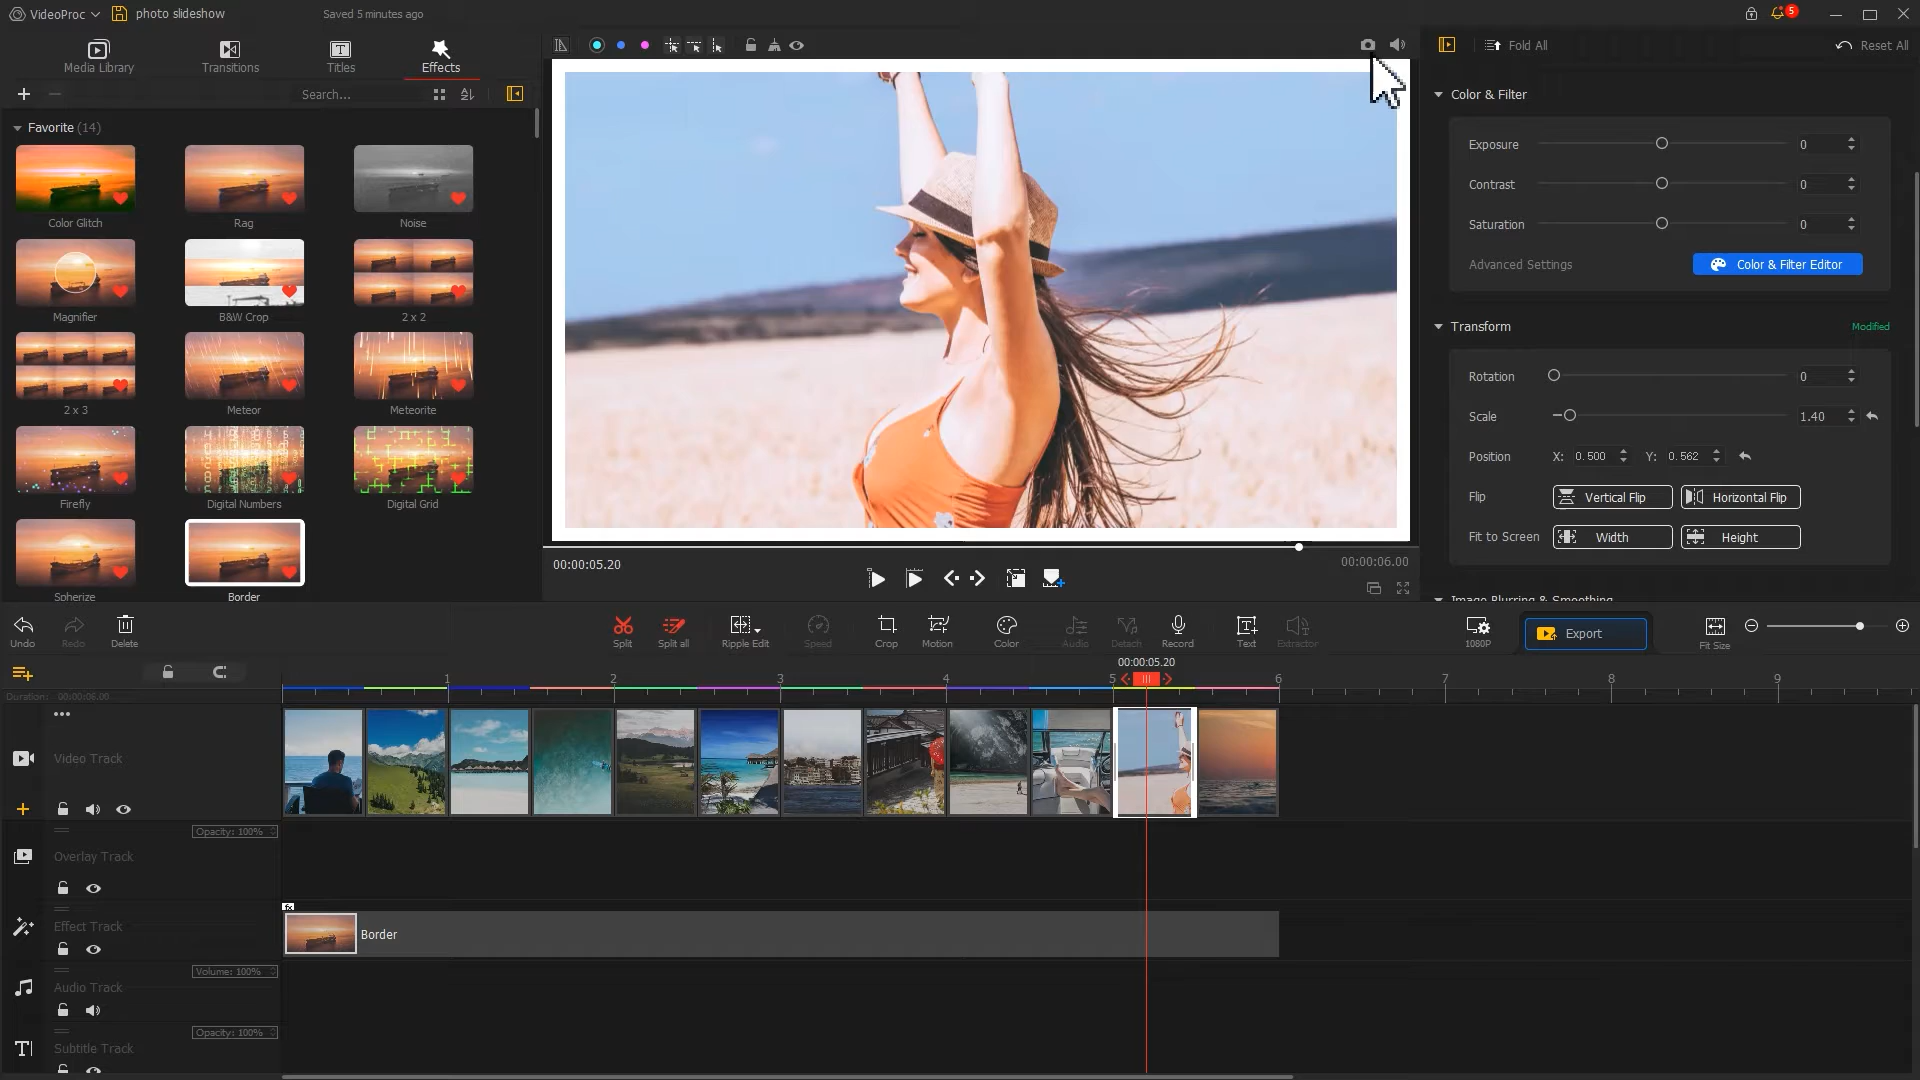 VideoProc
photo slideshow
Saved 5 minutes ago
5
Media Library
Transitions
Titles
Effects
Search...
Favorite (14)
Color Glitch
Rag
Noise
Magnifier
B&W Crop
2 x 2
2 x 3
Meteor
Meteorite
Firefly
Digital Numbers
Digital Grid
Spherize
Border
00:00:05.20
00:00:06.00
Fold All
Reset All
Color & Filter
Exposure
0
Contrast
0
Saturation
0
Advanced Settings
Color & Filter Editor
Transform
Modified
Rotation
0
Scale
1.40
Position
X: 0.500
Y: 0.562
Flip
Vertical Flip
Horizontal Flip
Fit to Screen
Width
Height
Image Blurring & Smoothing
Undo
Redo
Delete
Split
Split all
Ripple Edit
Speed
Crop
Motion
Color
Audio
Detach
Record
Text
Extractor
1080P
Export
Fit Size
00:00:05.20
1
2
3
4
5
6
7
8
9
Duration: 00:00:06.00
Video Track
Opacity: 100%
Overlay Track
fx
Effect Track
Border
Volume: 100%
Audio Track
Opacity: 100%
Subtitle Track